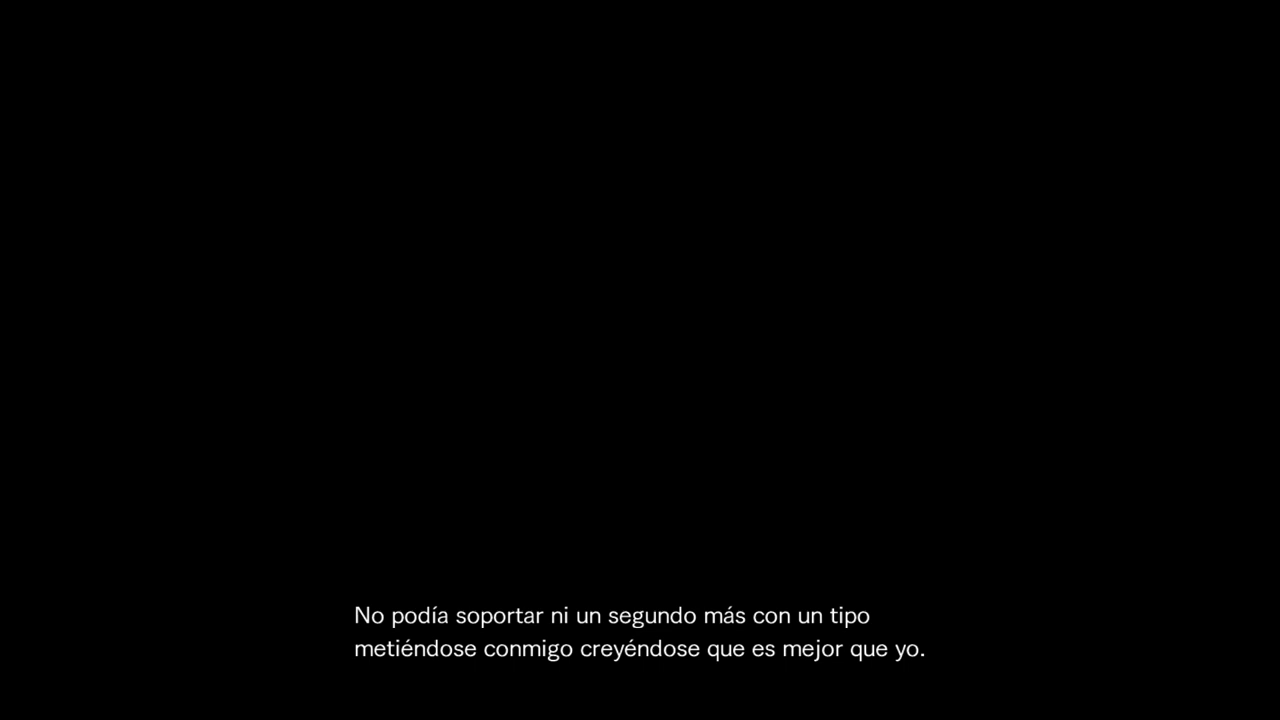 No podía soportar ni un segundo más con un tipo
metiéndose conmigo creyéndose que es mejor que yo.